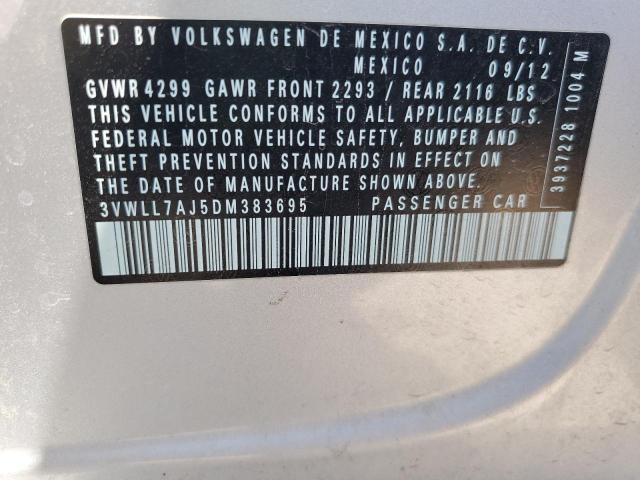 MFD BY VOLKSWAGEN DE MEXICO S.A. DE C.V.
MEXICO 09/12
GVWR 4299 GAWR FRONT 2293 / REAR 2116 LBS
THIS VEHICLE CONFORMS TO ALL APPLICABLE U.S.
FEDERAL MOTOR VEHICLE SAFETY, BUMPER AND
THEFT PREVENTION STANDARDS IN EFFECT ON
THE DATE OF MANUFACTURE SHOWN ABOVE.
3VWLL7AJ5DM383695 PASSENGER CAR
3937228 1004 M